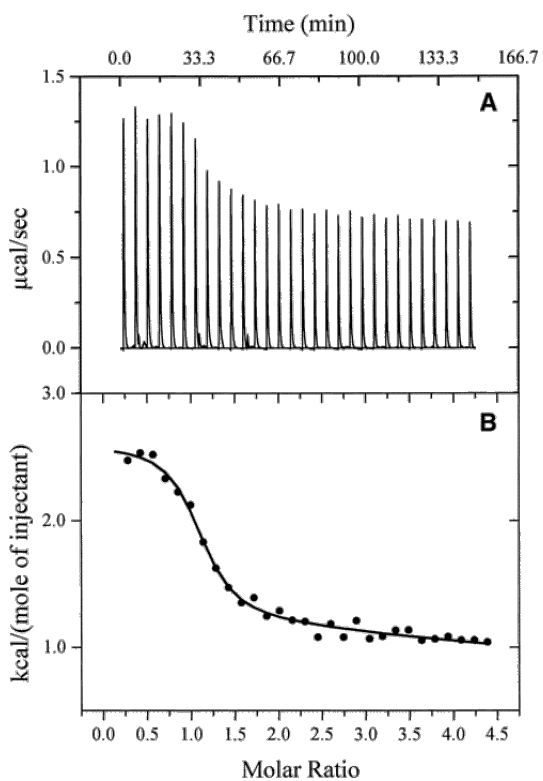 Time (min)
0.0 33.3 66.7 100.0 133.3 166.7
A
1.5
1.0
0.5
0.0
µcal/sec
3.0
B
2.0
1.0
kcal/(mole of injectant)
0.0 0.5 1.0 1.5 2.0 2.5 3.0 3.5 4.0 4.5
Molar Ratio